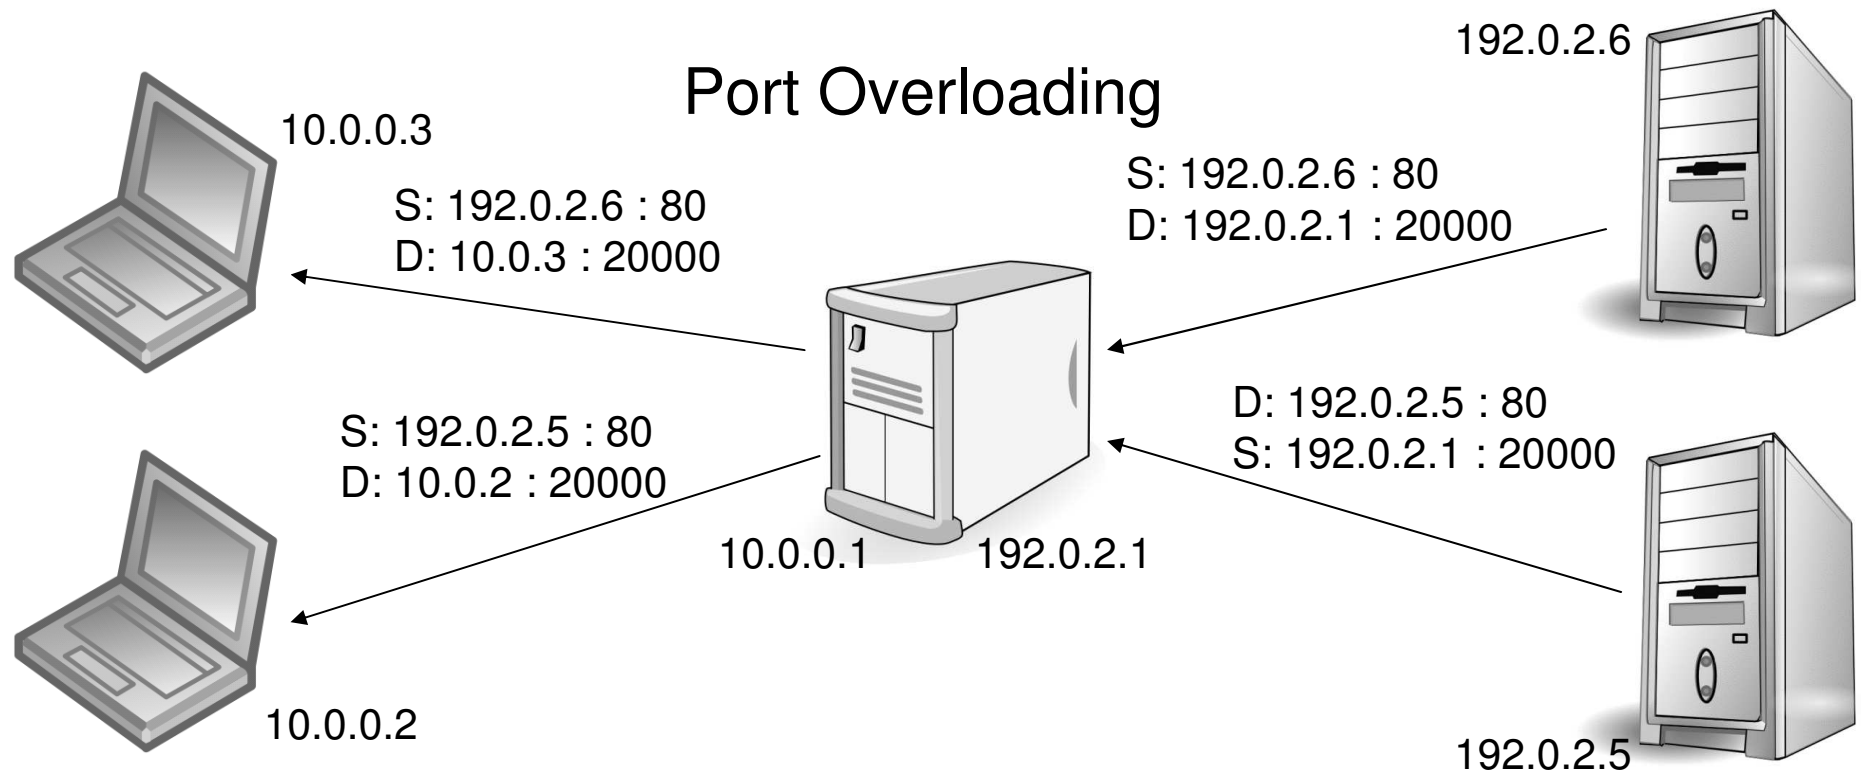 Port Overloading
192.0.2.6
10.0.0.3
S: 192.0.2.6 : 80
D: 10.0.3 : 20000
S: 192.0.2.6 : 80
D: 192.0.2.1 : 20000
S: 192.0.2.5 : 80
D: 10.0.2 : 20000
D: 192.0.2.5 : 80
S: 192.0.2.1 : 20000
10.0.0.1
192.0.2.1
10.0.0.2
192.0.2.5